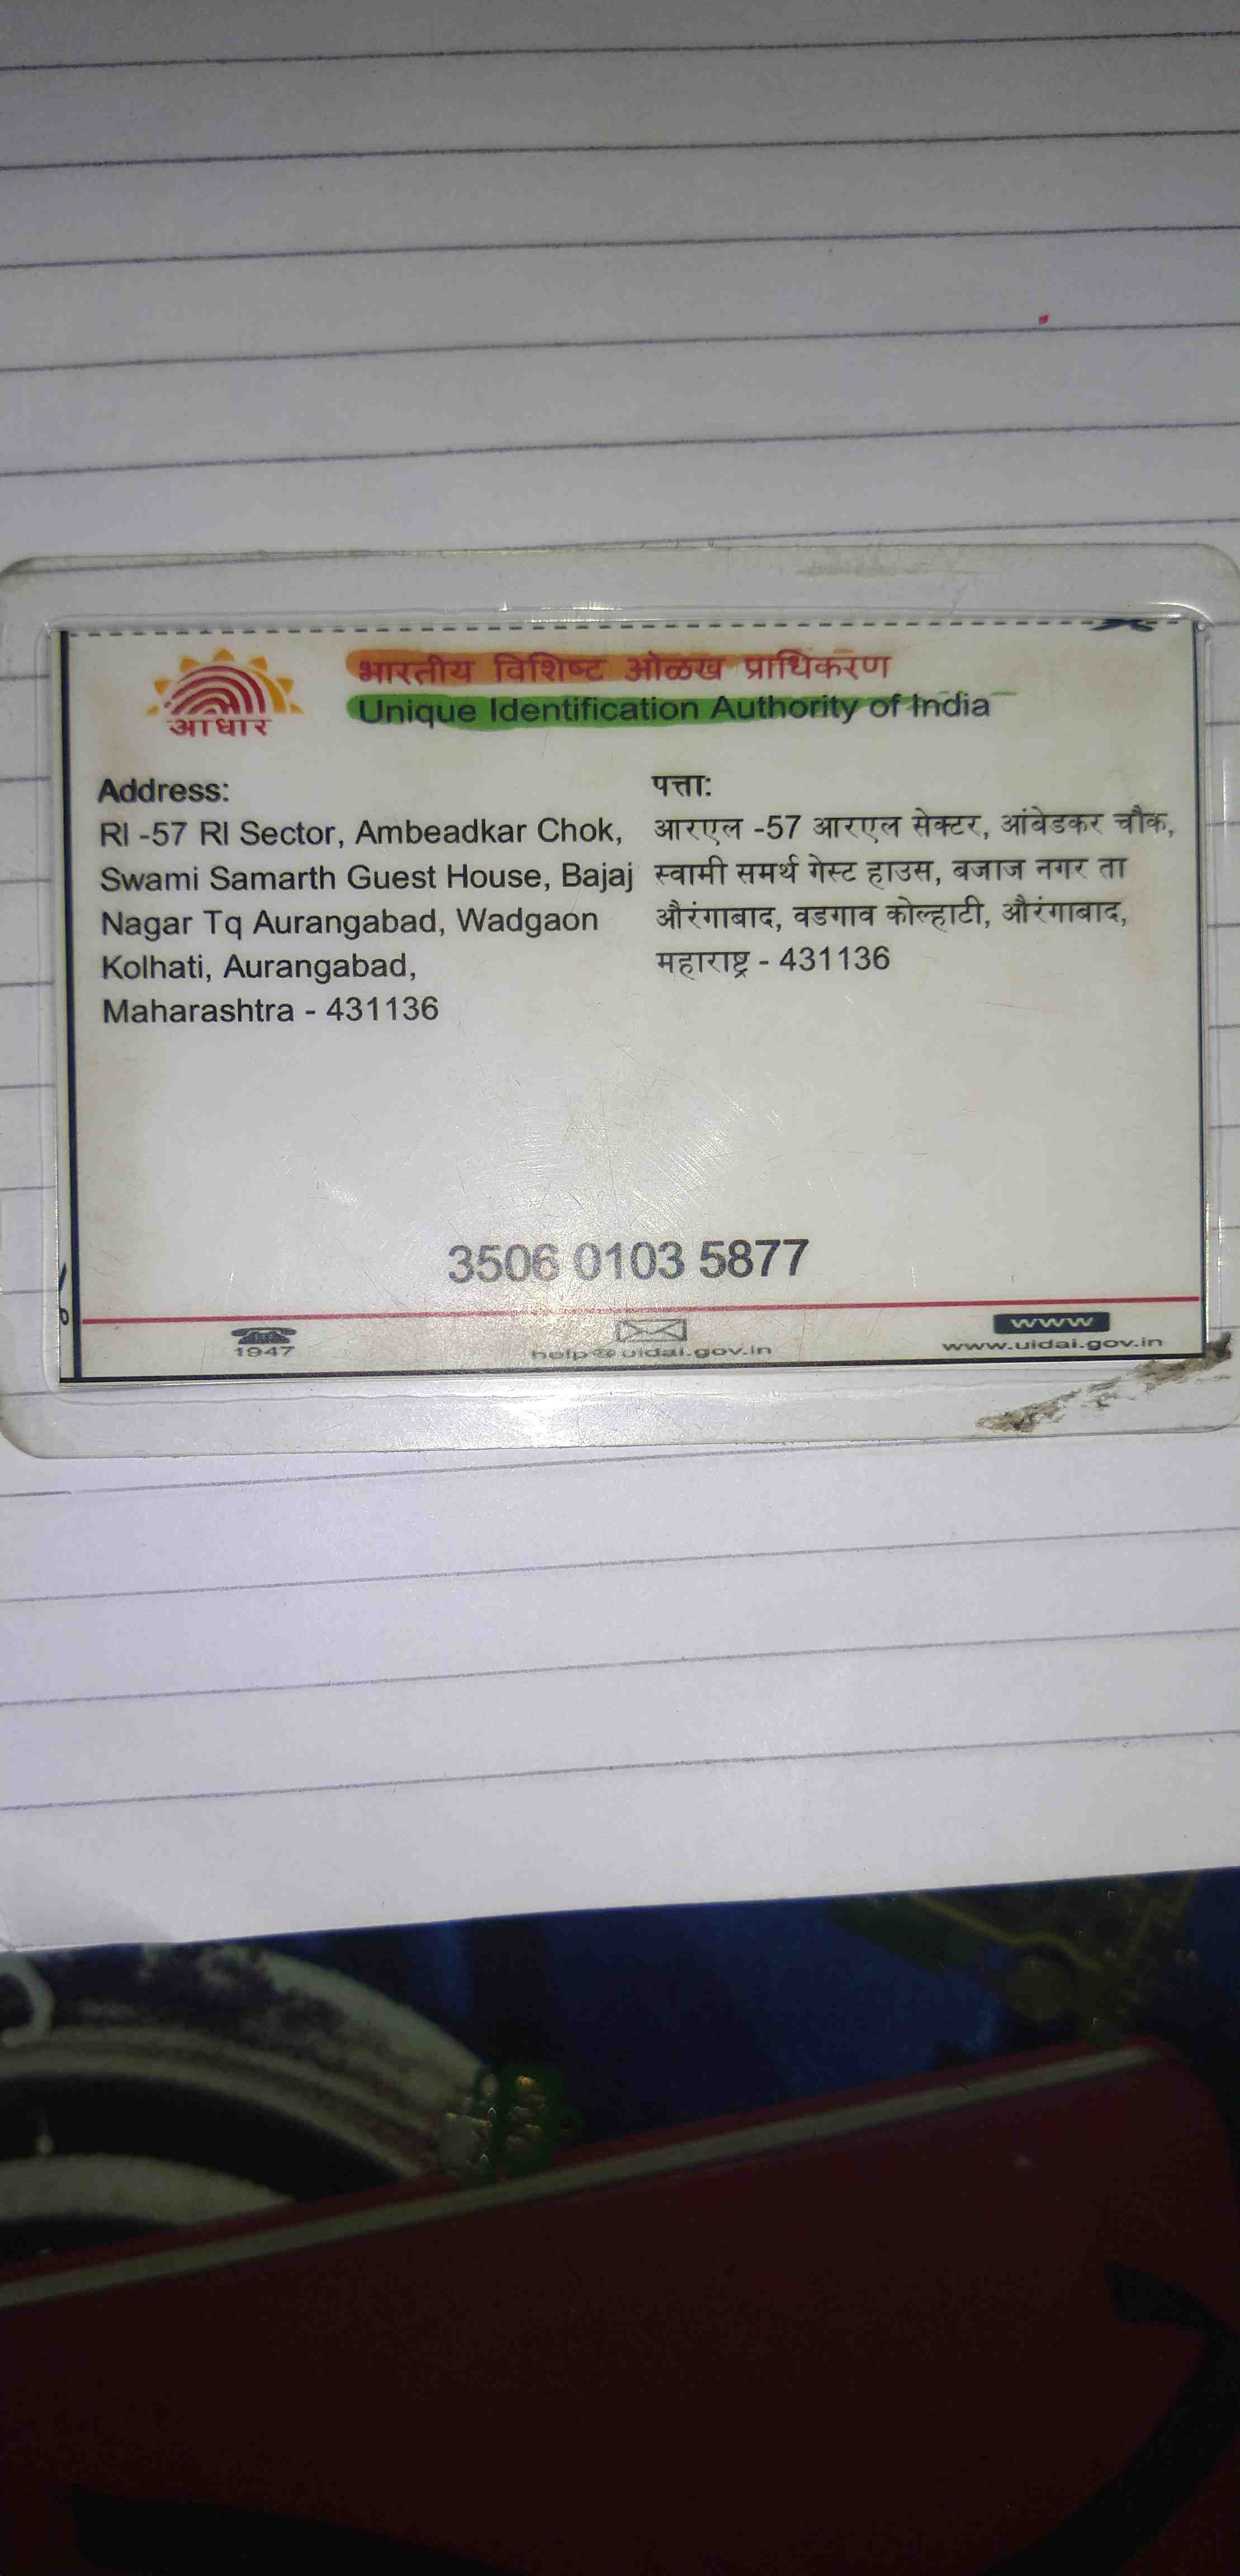 आधार
भारतीय विशिष्ट ओळख प्राधिकरण
Unique Identification Authority of India
Address:
RI -57 RI Sector, Ambeadkar Chok,
Swami Samarth Guest House, Bajaj
Nagar Tq Aurangabad, Wadgaon
Kolhati, Aurangabad,
Maharashtra - 431136
पत्ता:
आरएल -57 आरएल सेक्टर, आंबेडकर चौक,
स्वामी समर्थ गेस्ट हाउस, बजाज नगर ता
औरंगाबाद, वडगाव कोल्हाटी, औरंगाबाद,
महाराष्ट्र - 431136
3506 0103 5877
1947
help@uidai.gov.in
www
www.uidai.gov.in